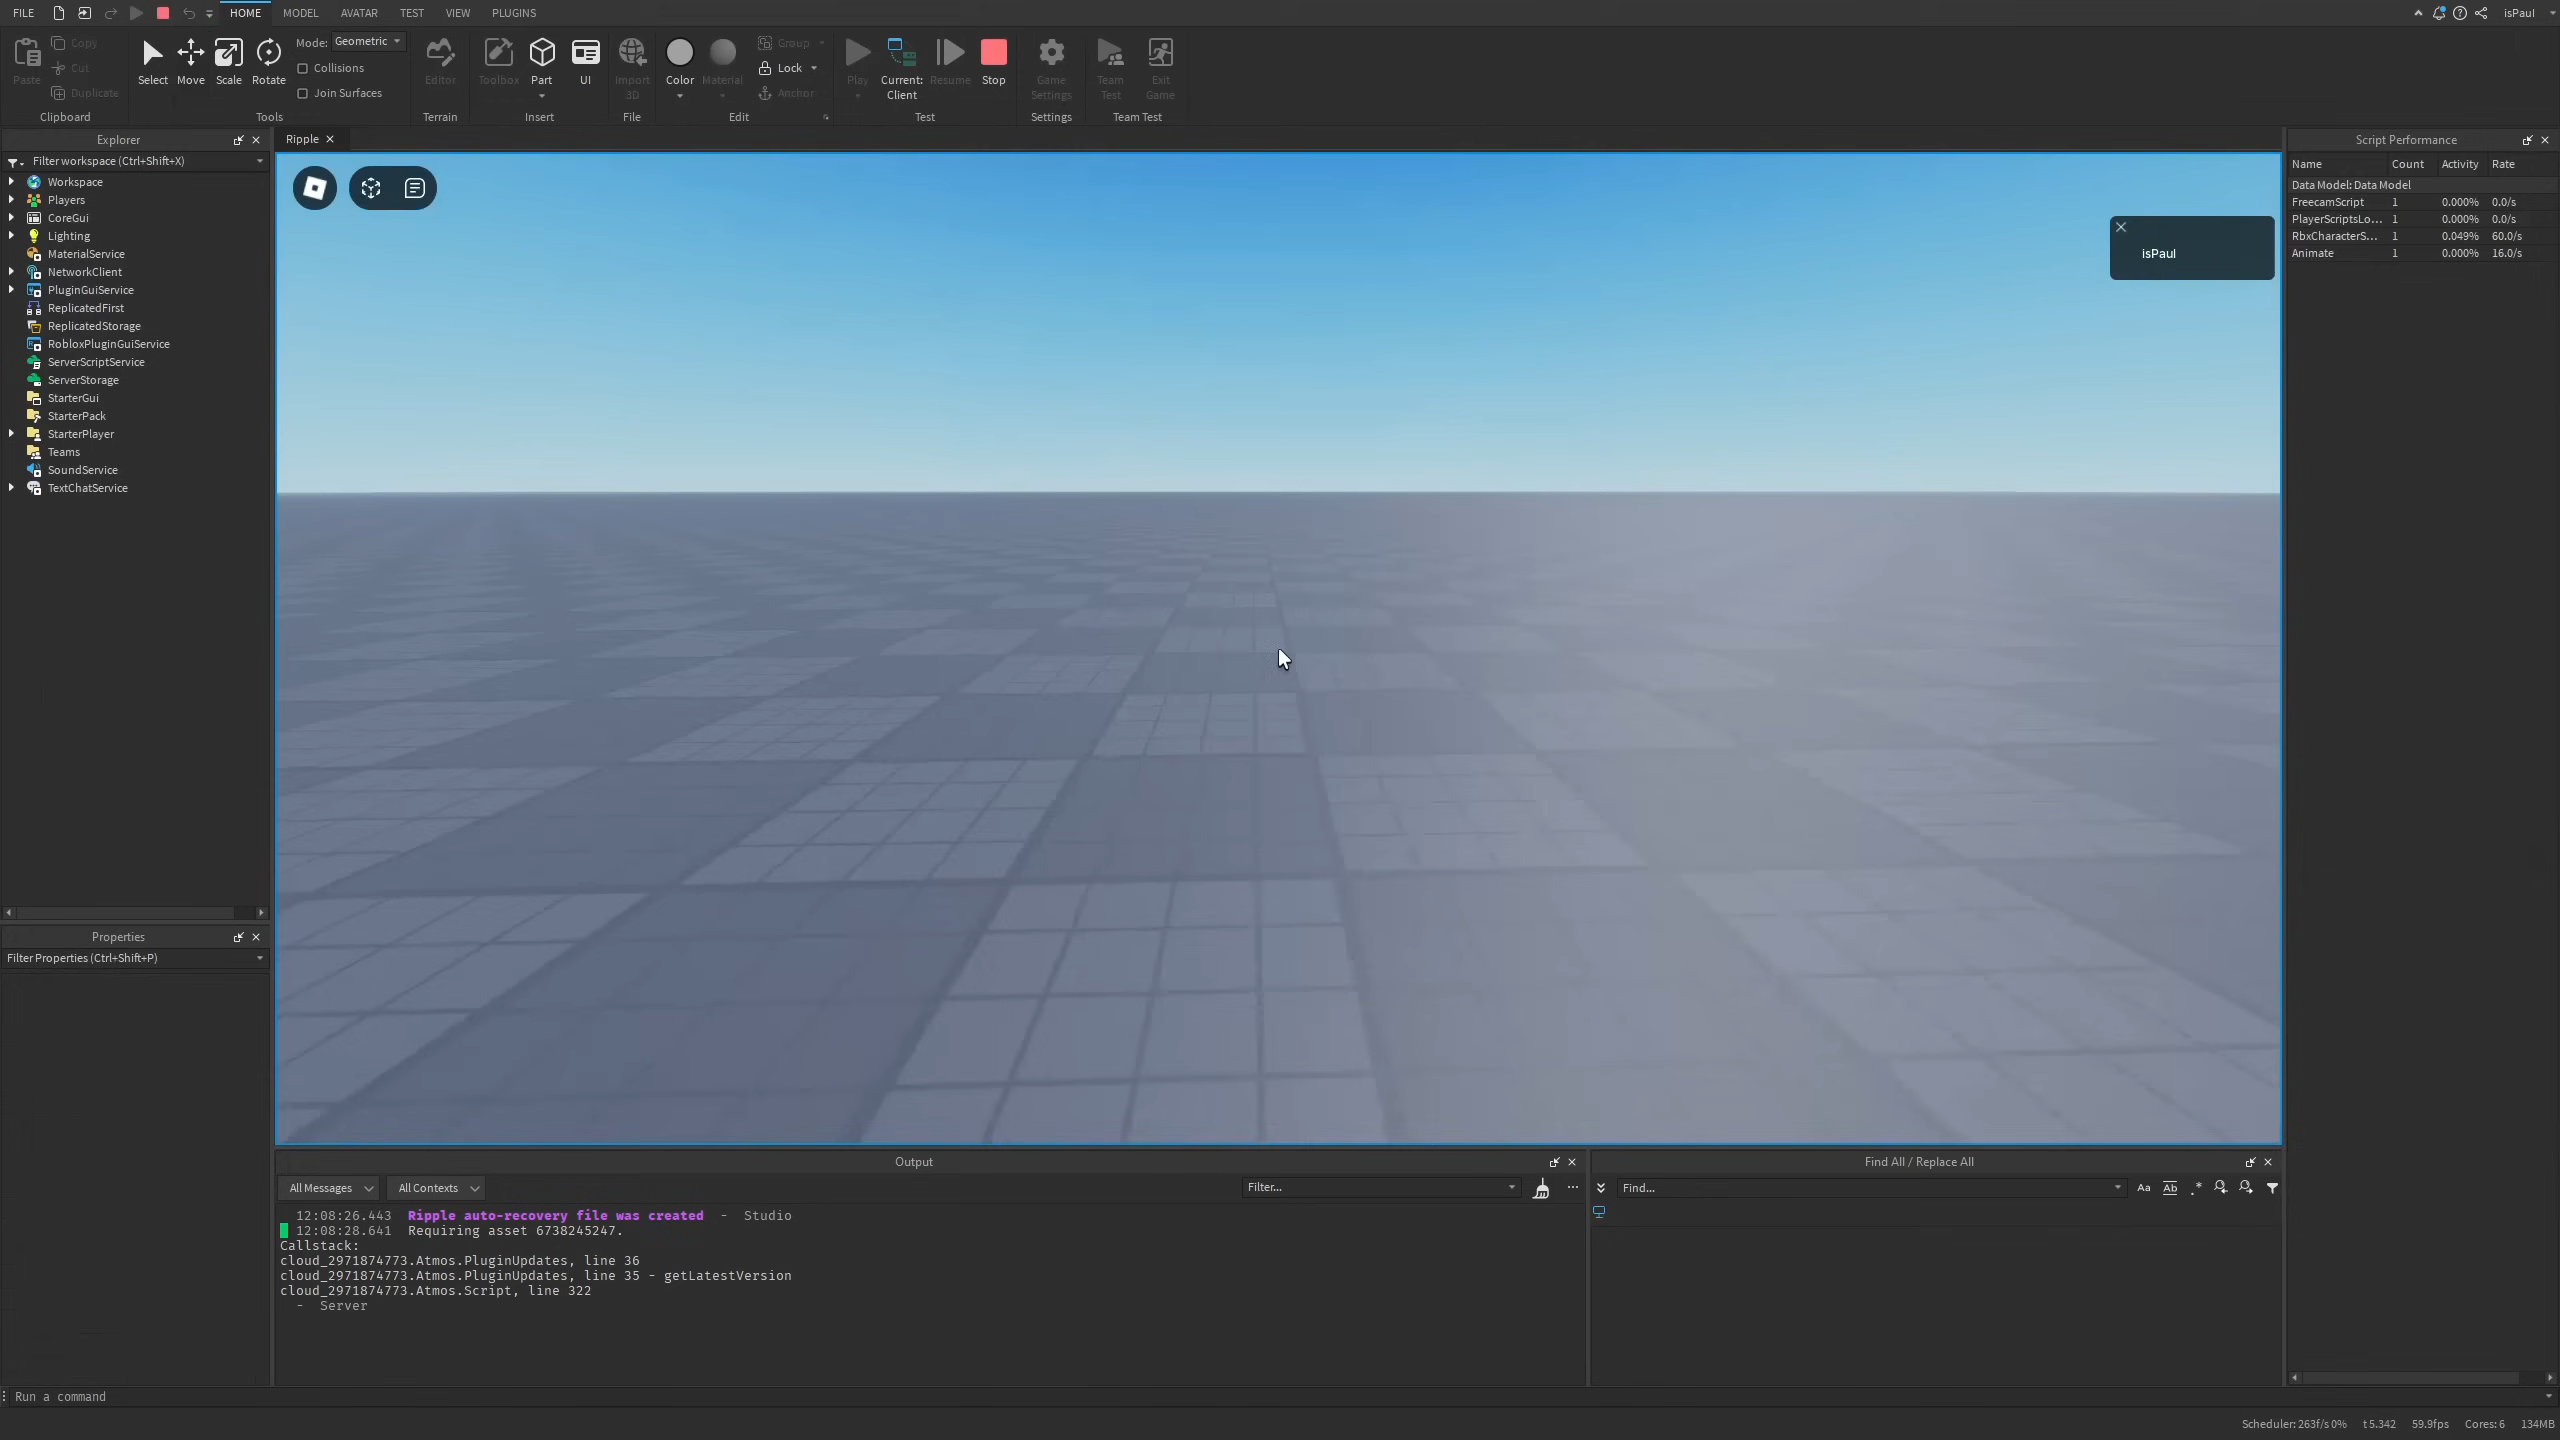 FILE HOME MODEL AVATAR TEST VIEW PLUGINS isPaul
Paste
Copy
Cut
Duplicate
Clipboard
Select Move Scale Rotate
Mode: Geometric
Collisions
Join Surfaces
Tools
Editor
Terrain
Toolbox Part UI
Insert
Import 3D
File
Color Material
Group
Lock
Anchor
Edit
Play
Current: Client
Resume
Stop
Test
Game Settings
Settings
Team Test
Exit Game
Team Test
Explorer
Filter workspace (Ctrl+Shift+X)
Workspace
Players
CoreGui
Lighting
MaterialService
NetworkClient
PluginGuiService
ReplicatedFirst
ReplicatedStorage
RobloxPluginGuiService
ServerScriptService
ServerStorage
StarterGui
StarterPack
StarterPlayer
Teams
SoundService
TextChatService
Properties
Filter Properties (Ctrl+Shift+P)
Ripple
isPaul
Script Performance
Name Count Activity Rate
Data Model: Data Model
FreecamScript 1 0.000% 0.0/s
PlayerScriptsLo... 1 0.000% 0.0/s
RbxCharacterS... 1 0.049% 60.0/s
Animate 1 0.000% 16.0/s
Output
All Messages All Contexts Filter...
12:08:26.443 Ripple auto-recovery file was created - Studio
12:08:28.641 Requiring asset 6738245247.
Callstack:
cloud_2971874773.Atmos.PluginUpdates, line 36
cloud_2971874773.Atmos.PluginUpdates, line 35 - getLatestVersion
cloud_2971874773.Atmos.Script, line 322
- Server
Find All / Replace All
Find... Aa Ab .*
Run a command
Scheduler: 263f/s 0% t 5.342 59.9fps Cores: 6 134MB